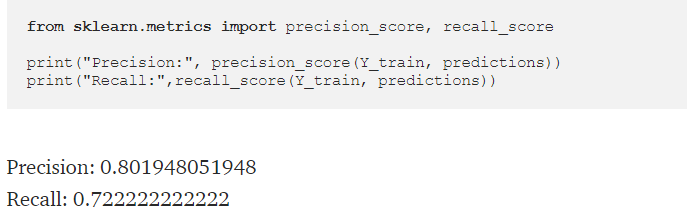 from sklearn.metrics import precision_score, recall_score
print("Precision:", precision_score(Y_train, predictions))
print("Recall:",recall_score(Y_train, predictions))
Precision: 0.801948051948
Recall: 0.722222222222